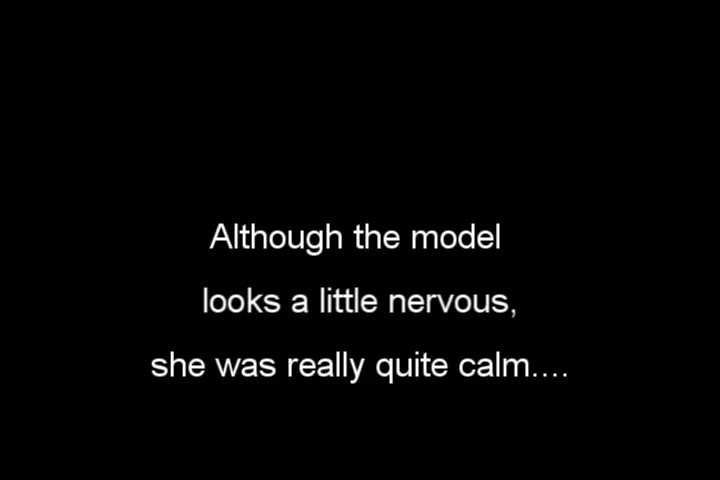 Although the model
looks a little nervous,
she was really quite calm....